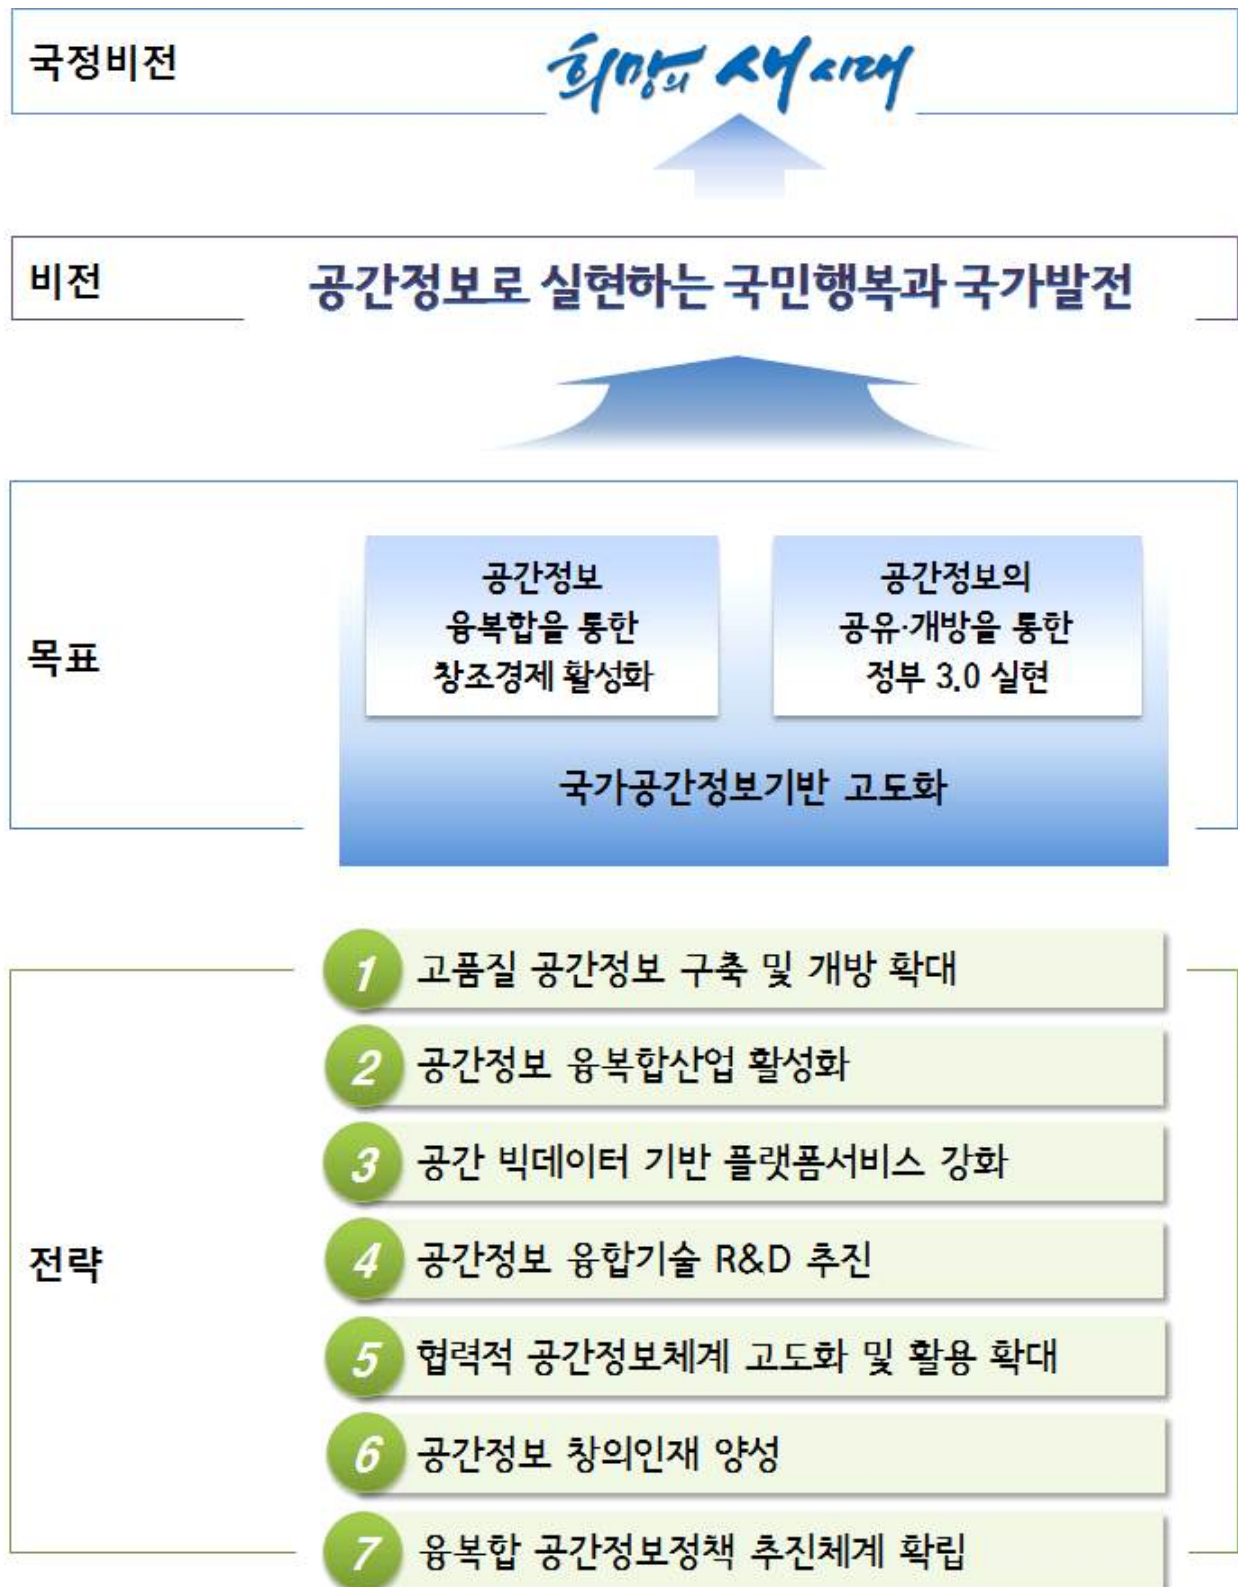 국정비전
희망의 새 시대
비전
공간정보로 실현하는 국민행복과 국가발전
목표
공간정보
융복합을 통한
창조경제 활성화
공간정보의
공유·개방을 통한
정부 3.0 실현
국가공간정보기반 고도화
전략
1 고품질 공간정보 구축 및 개방 확대
2 공간정보 융복합산업 활성화
3 공간 빅데이터 기반 플랫폼서비스 강화
4 공간정보 융합기술 R&D 추진
5 협력적 공간정보체계 고도화 및 활용 확대
6 공간정보 창의인재 양성
7 융복합 공간정보정책 추진체계 확립